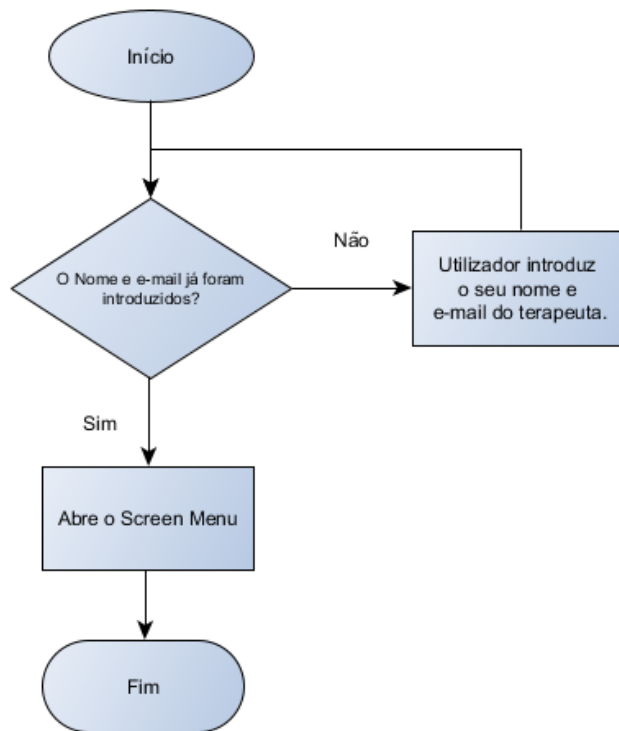 Início
Não
O Nome e e-mail já foram
introduzidos?
Utilizador introduz
o seu nome e
e-mail do terapeuta.
Sim
Abre o Screen Menu
Fim